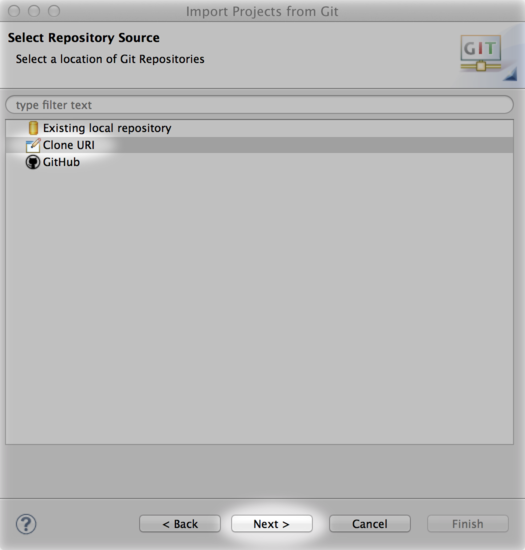 Import Projects from Git
Select Repository Source
Select a location of Git Repositories
GIT
type filter text
Existing local repository
Clone URI
GitHub
?
< Back
Next >
Cancel
Finish